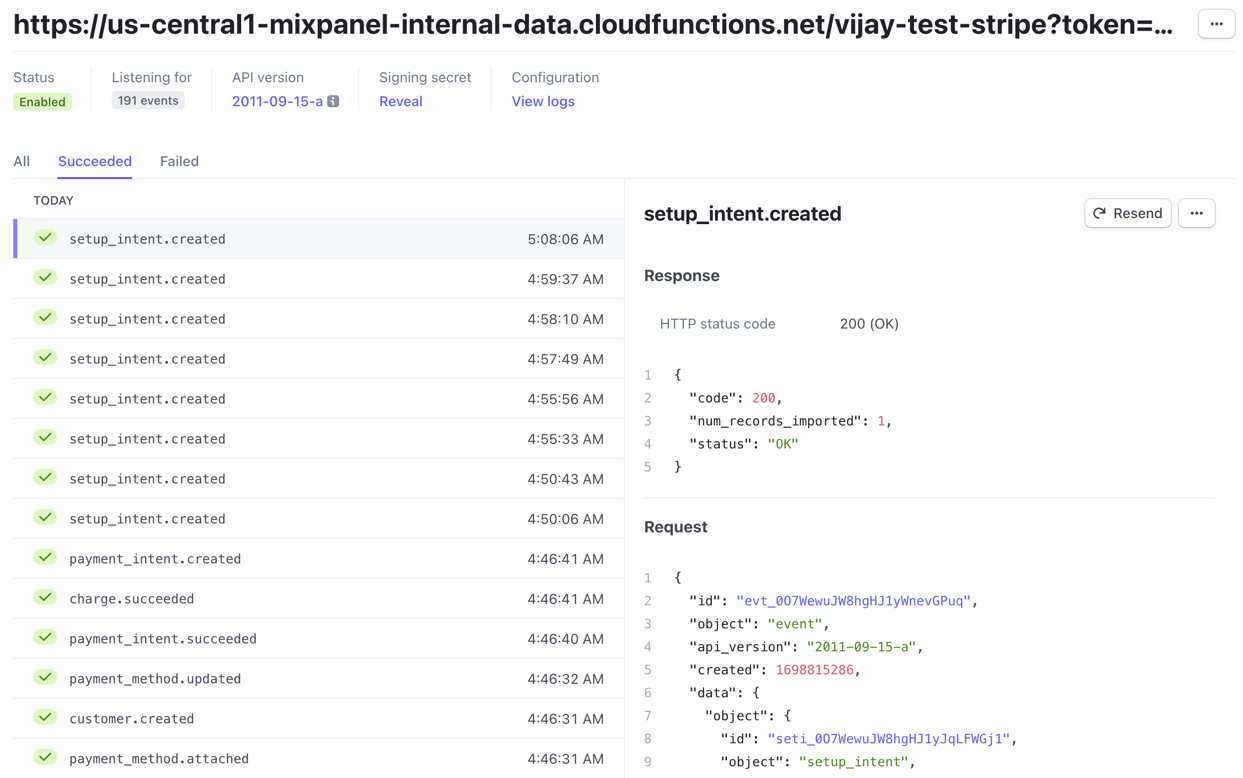 https://us-central1-mixpanel-internal-data.cloudfunctions.net/vijay-test-stripe?token=...
Status
Enabled
Listening for
191 events
API version
2011-09-15-a
Signing secret
Reveal
Configuration
View logs
All Succeeded Failed
TODAY
setup_intent.created 5:08:06 AM
setup_intent.created 4:59:37 AM
setup_intent.created 4:58:10 AM
setup_intent.created 4:57:49 AM
setup_intent.created 4:55:56 AM
setup_intent.created 4:55:33 AM
setup_intent.created 4:50:43 AM
setup_intent.created 4:50:06 AM
payment_intent.created 4:46:41 AM
charge.succeeded 4:46:41 AM
payment_intent.succeeded 4:46:40 AM
payment_method.updated 4:46:32 AM
customer.created 4:46:31 AM
payment_method.attached 4:46:31 AM
setup_intent.created
Resend
Response
HTTP status code 200 (OK)
1 {
2 "code": 200,
3 "num_records_imported": 1,
4 "status": "OK"
5 }
Request
1 {
2 "id": "evt_0O7WewuJW8hgHJ1yWnevGPuq",
3 "object": "event",
4 "api_version": "2011-09-15-a",
5 "created": 1698815286,
6 "data": {
7 "object": {
8 "id": "seti_0O7WewuJW8hgHJ1yJqLFWGj1",
9 "object": "setup_intent",